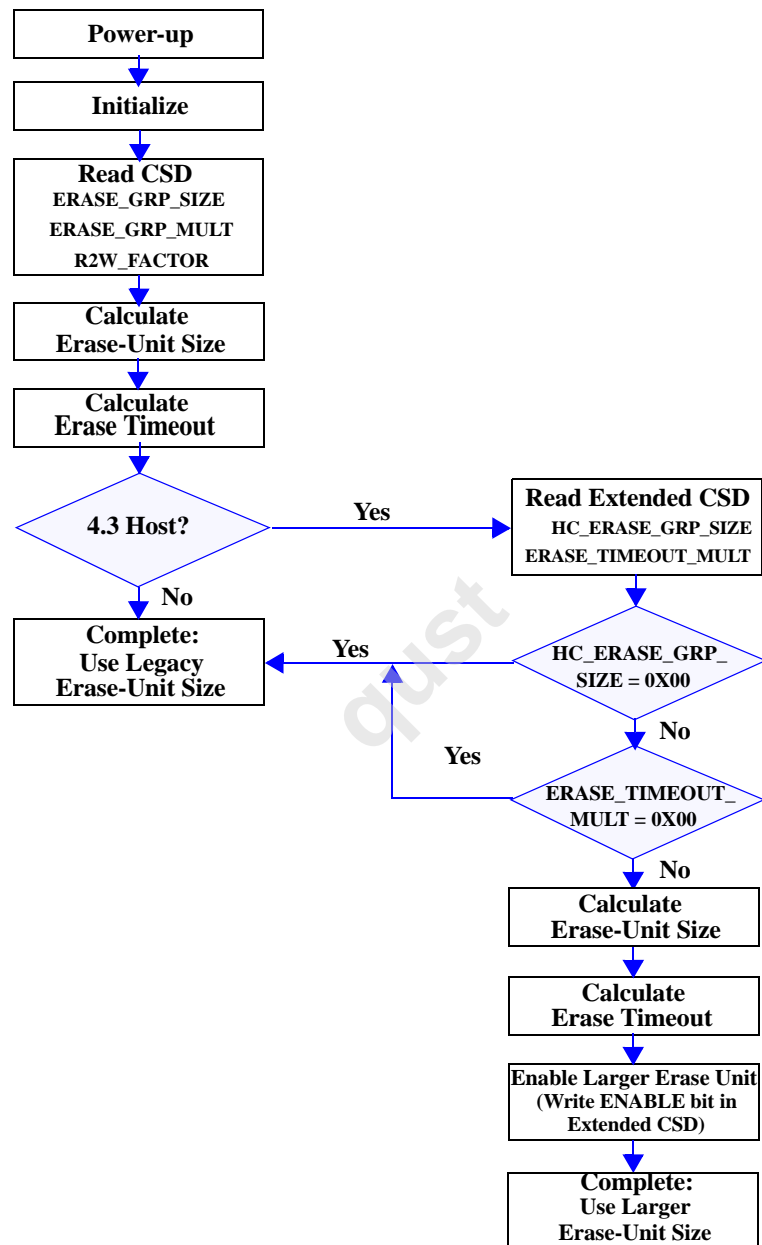 Power-up
Initialize
Read CSD
ERASE_GRP_SIZE
ERASE_GRP_MULT
R2W_FACTOR
Calculate
Erase-Unit Size
Calculate
Erase Timeout
4.3 Host?
Yes
No
Complete:
Use Legacy
Erase-Unit Size
Read Extended CSD
HC_ERASE_GRP_SIZE
ERASE_TIMEOUT_MULT
HC_ERASE_GRP_
SIZE = 0X00
Yes
No
ERASE_TIMEOUT_
MULT = 0X00
Yes
No
Calculate
Erase-Unit Size
Calculate
Erase Timeout
Enable Larger Erase Unit
(Write ENABLE bit in
Extended CSD)
Complete:
Use Larger
Erase-Unit Size
qust